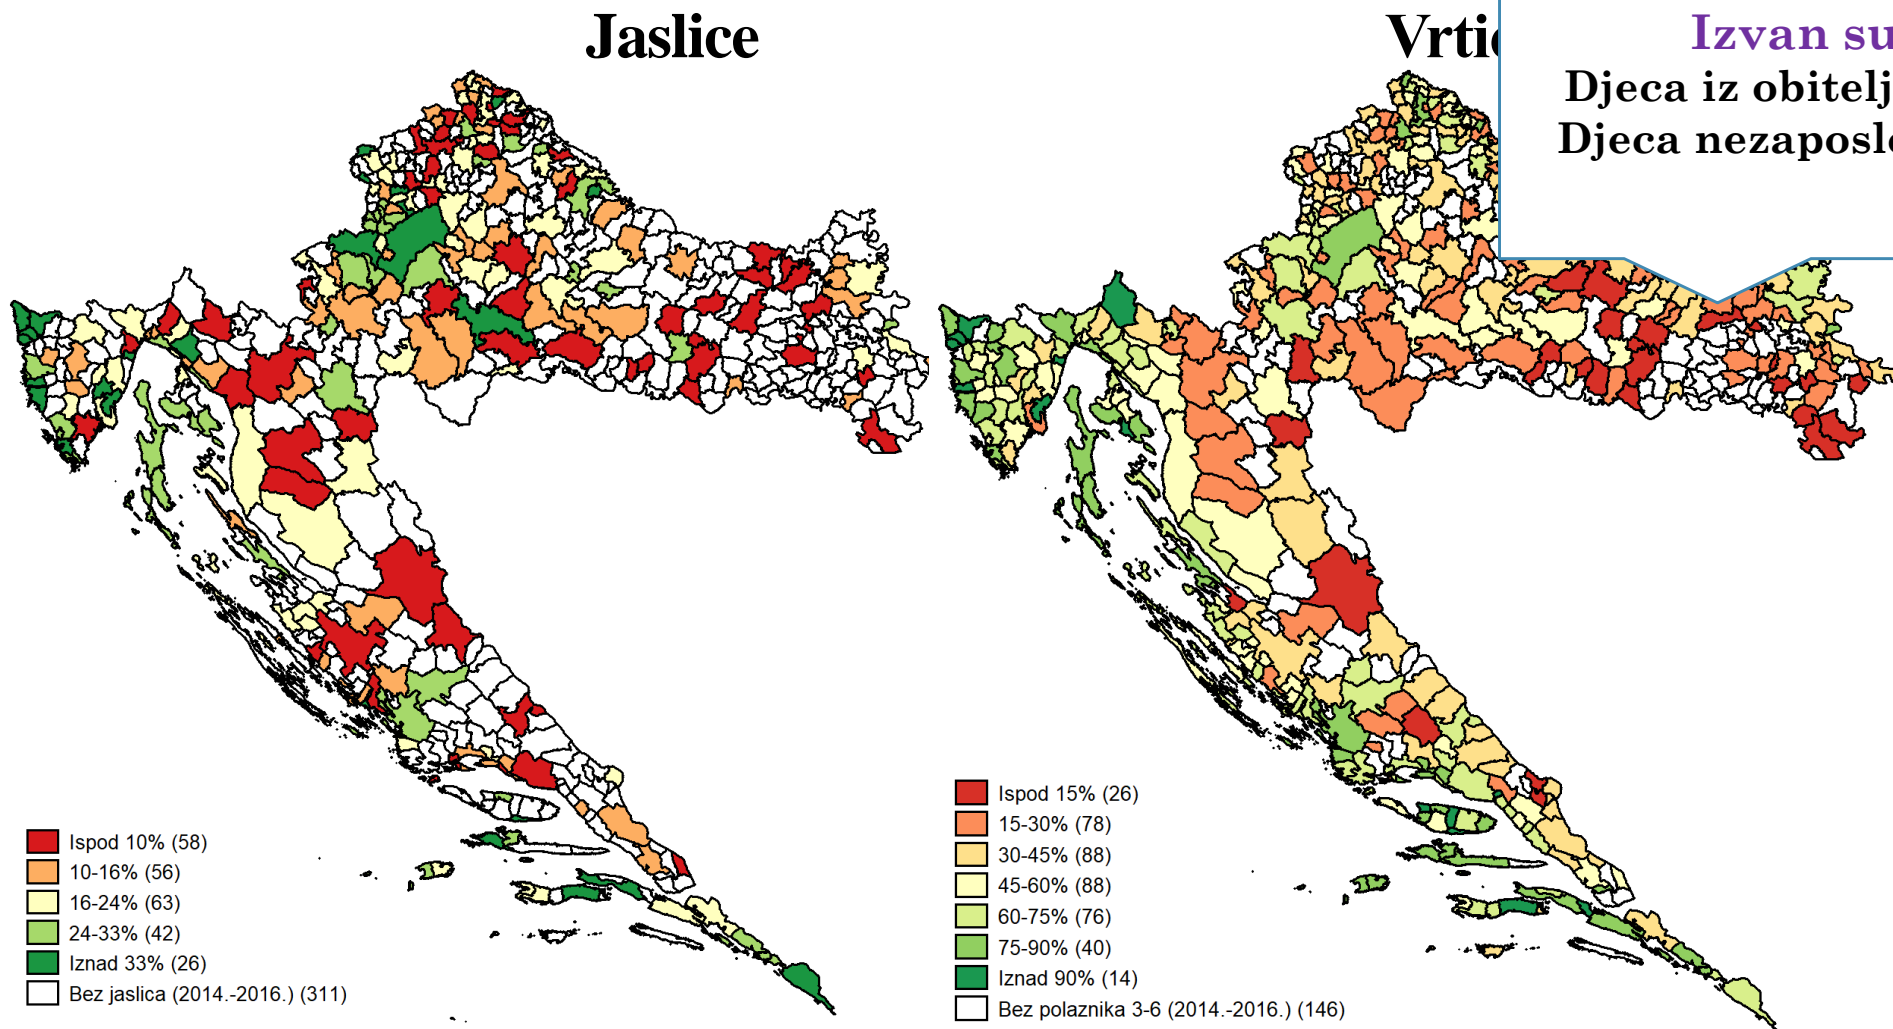 Jaslice
Vrtić
Izvan su
Djeca iz obitelj
Djeca nezaposle
Ispod 10% (58)
10-16% (56)
16-24% (63)
24-33% (42)
Iznad 33% (26)
Bez jaslica (2014.-2016.) (311)
Ispod 15% (26)
15-30% (78)
30-45% (88)
45-60% (88)
60-75% (76)
75-90% (40)
Iznad 90% (14)
Bez polaznika 3-6 (2014.-2016.) (146)